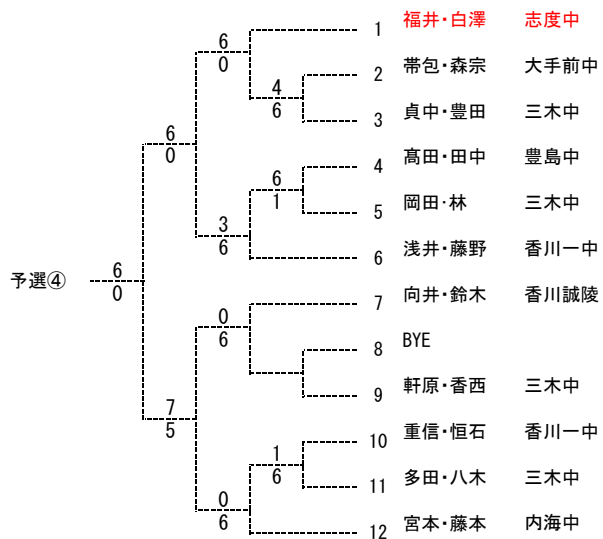 1 福井・白澤 志度中
6
0
2 帯包・森宗 大手前中
4
6
3 貞中・豊田 三木中
6
0
4 髙田・田中 豊島中
6
1
5 岡田・林 三木中
3
6
6 浅井・藤野 香川一中
予選④
6
0
7 向井・鈴木 香川誠陵
0
6
8 BYE
9 軒原・香西 三木中
7
5
10 重信・恒石 香川一中
1
6
11 多田・八木 三木中
0
6
12 宮本・藤本 内海中